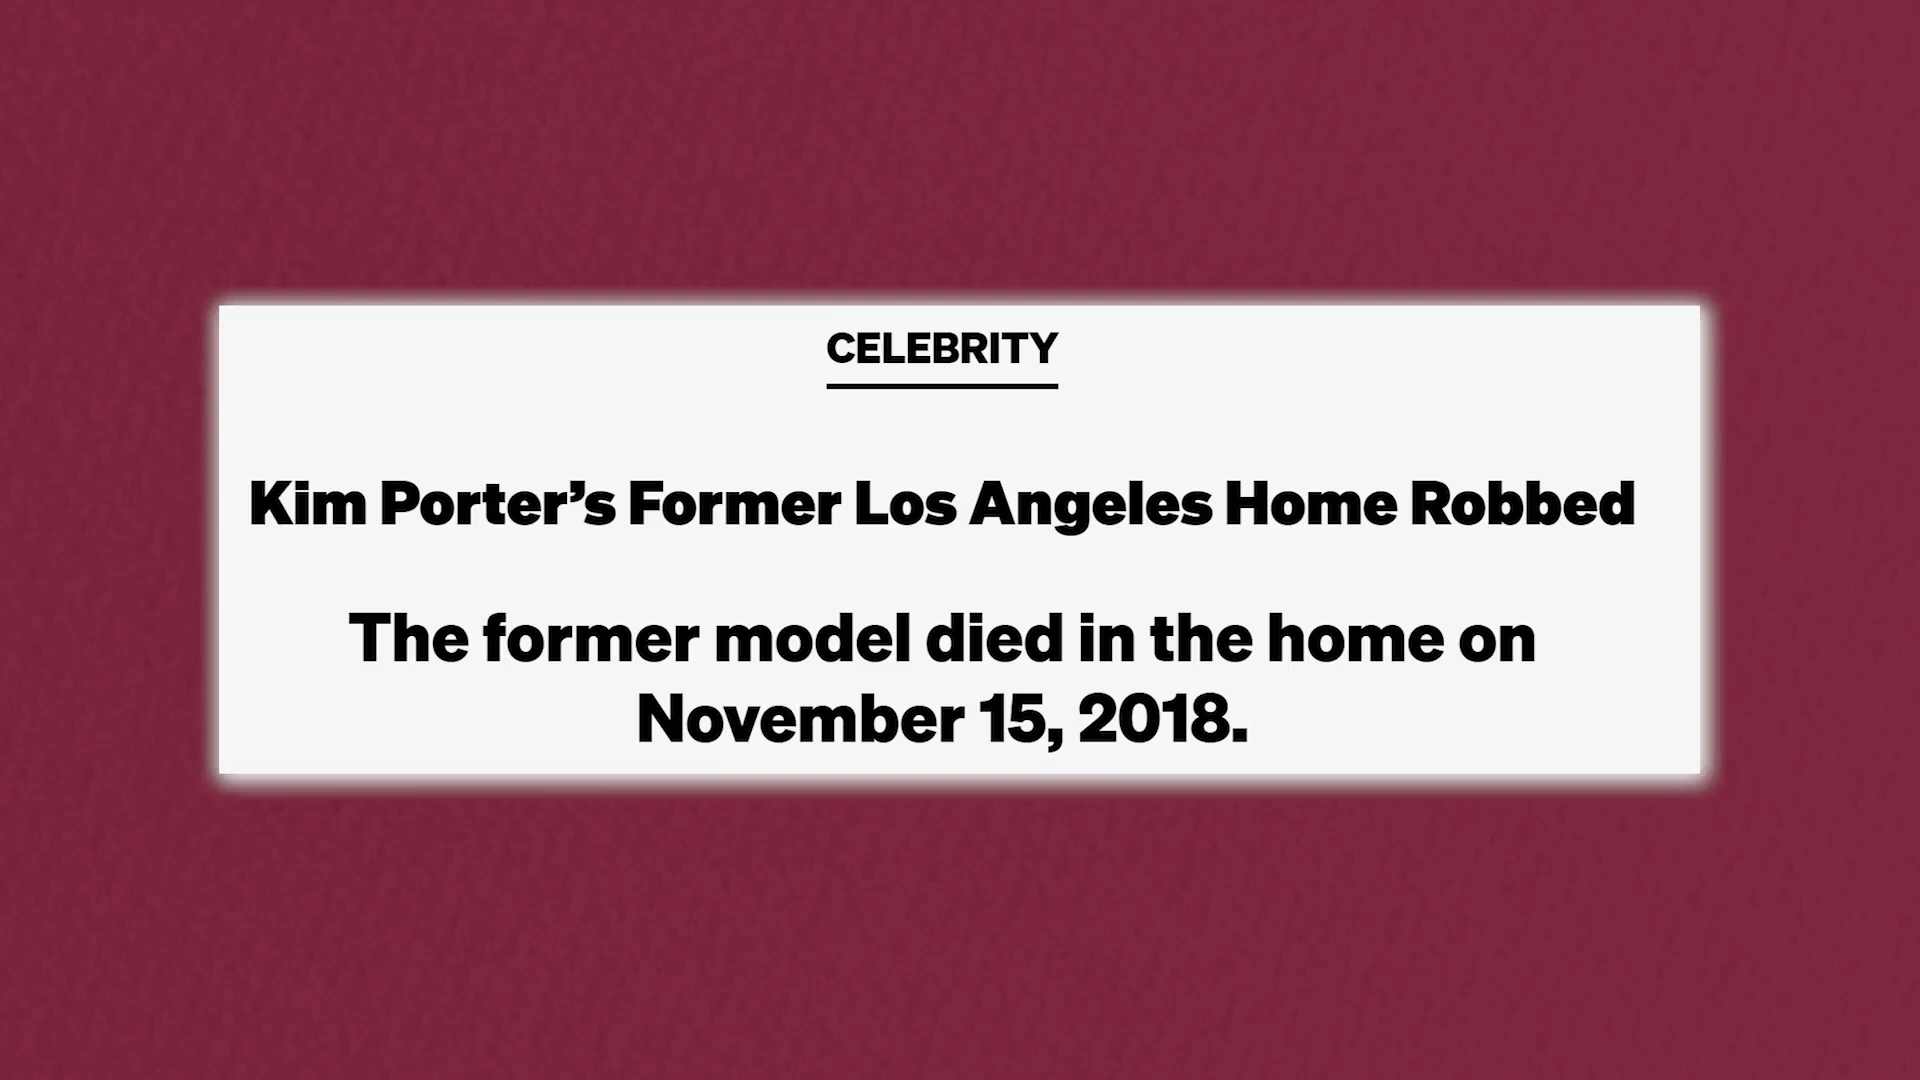 CELEBRITY
Kim Porter’s Former Los Angeles Home Robbed
The former model died in the home on
November 15, 2018.